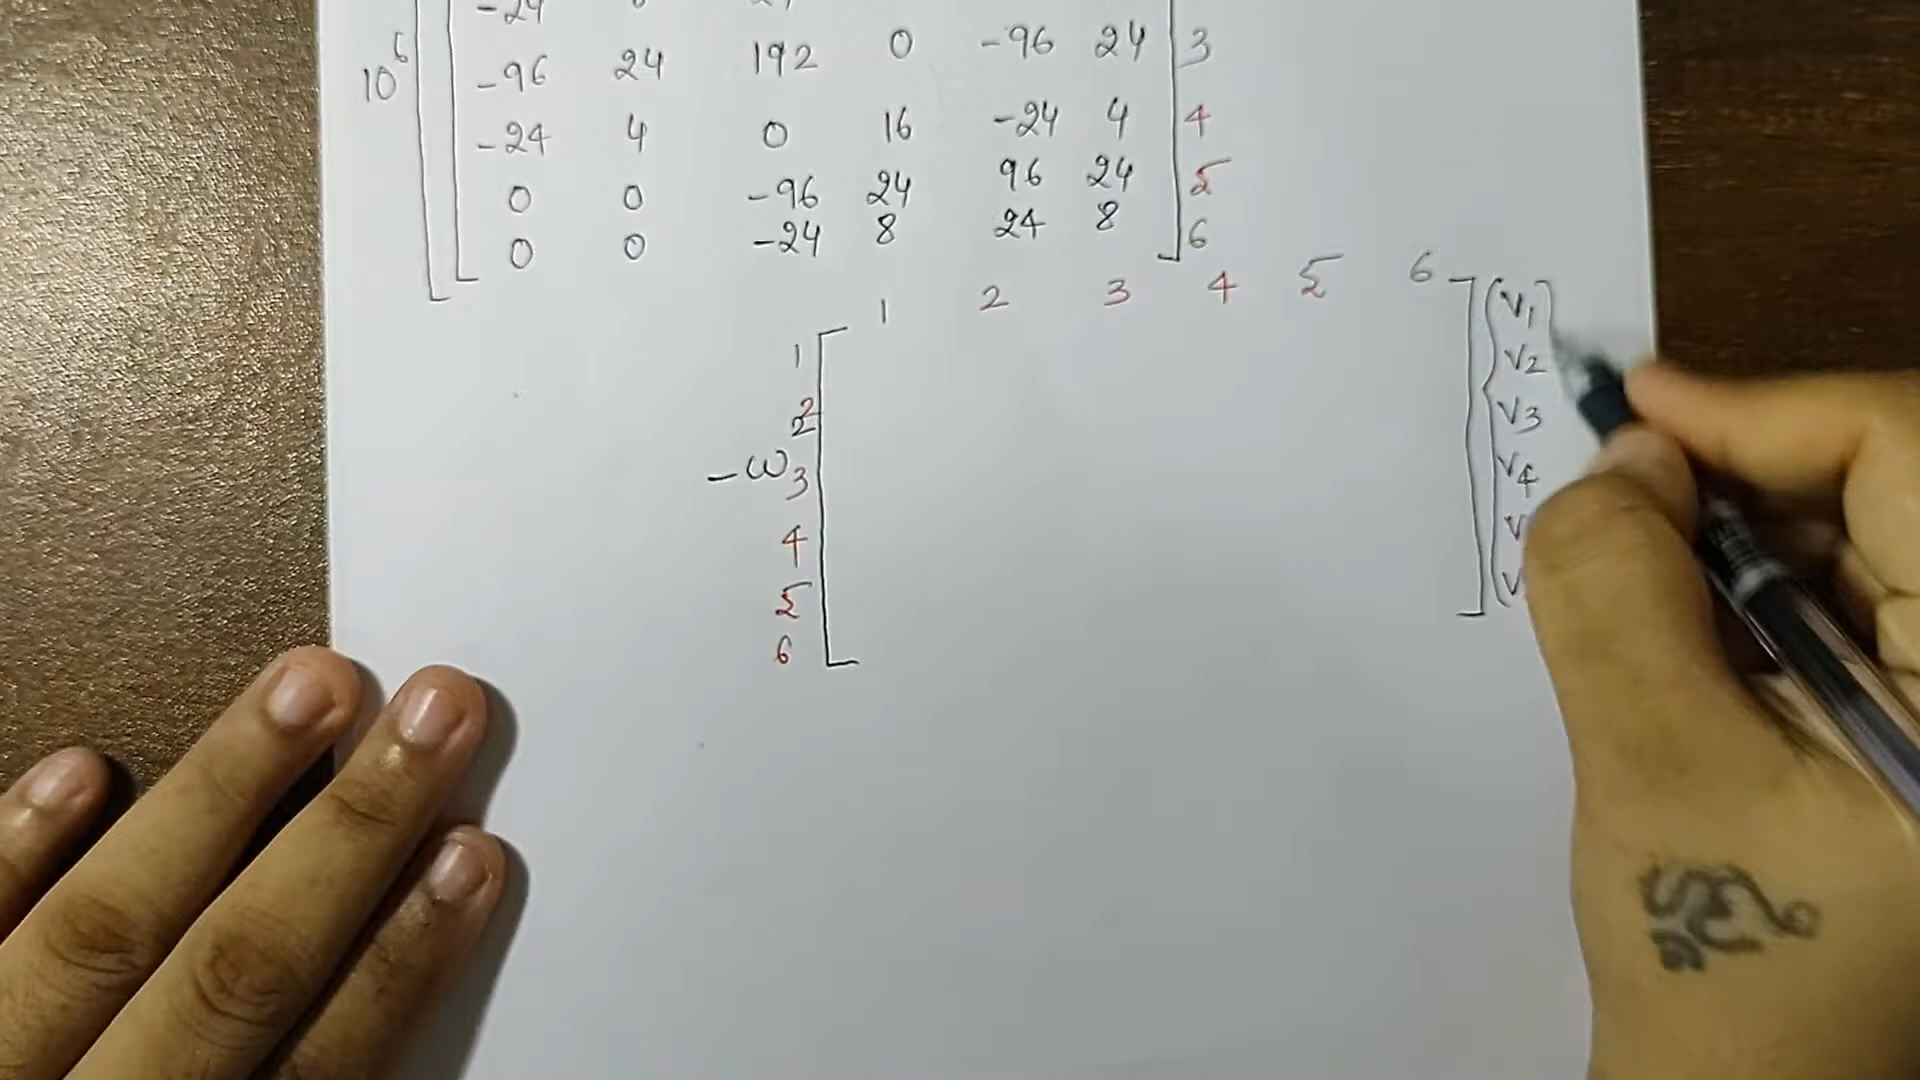 -24
10⁶ -96 24 192 0 -96 24 3
-24 4 0 16 -24 4 4
0 0 -96 24 96 24 5
0 0 -24 8 24 8 6
1 2 3 4 5 6
1 V₁
2 V₂
-ω 3 V₃
4 V₄
5 V
6 V